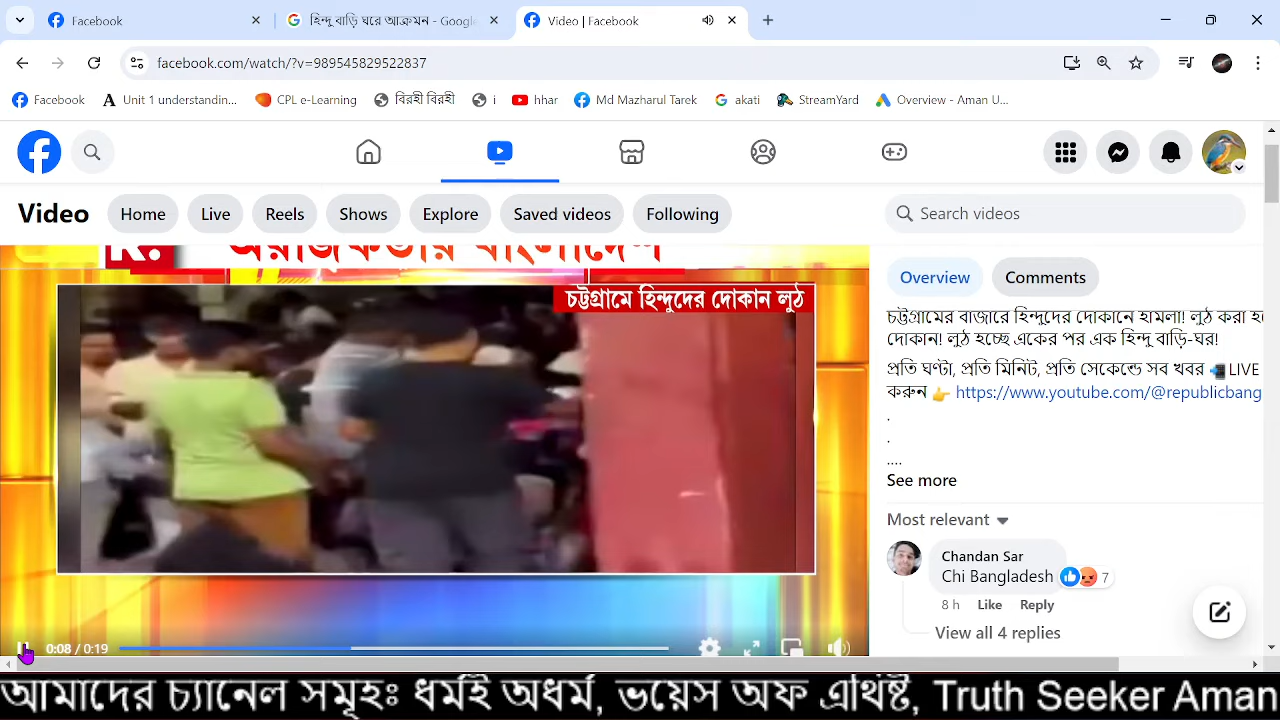 Facebook
হিন্দু বাড়ি ঘরে আক্রমন - Google
Video | Facebook
facebook.com/watch/?v=989545829522837
Facebook
Unit 1 understandin...
CPL e-Learning
বিরহী বিরহী
i
hhar
Md Mazharul Tarek
akati
StreamYard
Overview - Aman U...
Video
Home
Live
Reels
Shows
Explore
Saved videos
Following
Search videos
R.
অরাজকতার বাংলাদেশ
চট্টগ্রামে হিন্দুদের দোকান লুঠ
0:08 / 0:19
Overview
Comments
চট্টগ্রামের বাজারে হিন্দুদের দোকানে হামলা! লুঠ করা
দোকান! লুঠ হচ্ছে একের পর এক হিন্দু বাড়ি-ঘর!
প্রতি ঘণ্টা, প্রতি মিনিট, প্রতি সেকেন্ডে সব খবর 📲LIVE
করুন 👉 https://www.youtube.com/@republicbang
.
.
....
See more
Most relevant
Chandan Sar
Chi Bangladesh
7
8 h Like Reply
View all 4 replies
আমাদের চ্যানেল সমূহঃ ধর্মই অধর্ম, ভয়েস অফ এথিষ্ট, Truth Seeker Aman